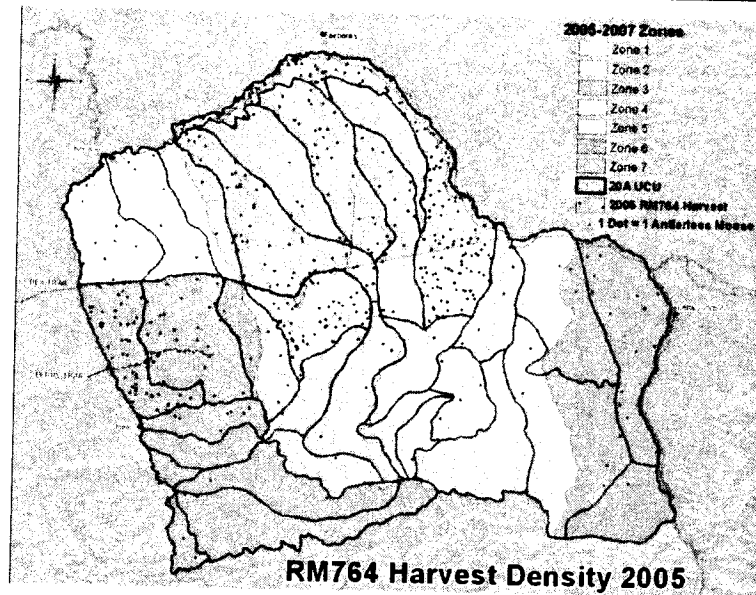 2006-2007 Zones
Zone 1
Zone 2
Zone 3
Zone 4
Zone 5
Zone 6
Zone 7
20A UCU
2005 RM764 Harvest
1 Dot = 1 Antlerless Moose
RM764 Harvest Density 2005